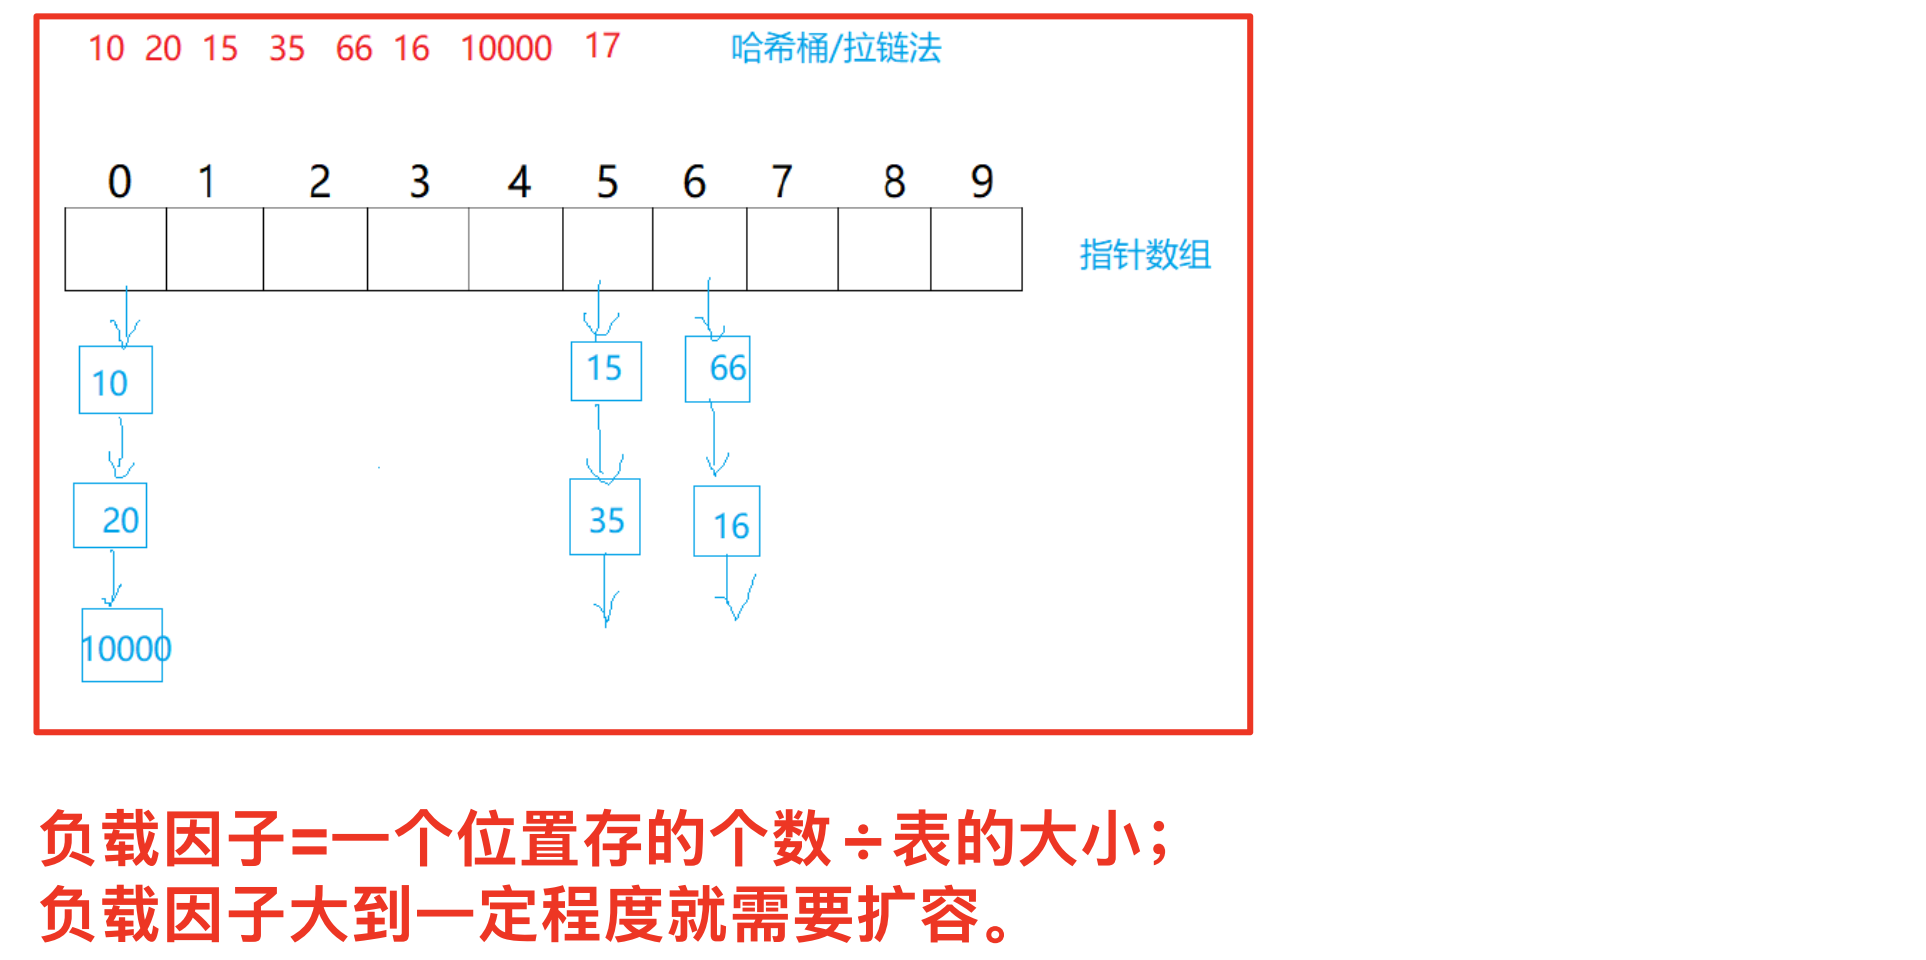 10 20 15 35 66 16 10000 17 哈希桶/拉链法
0 1 2 3 4 5 6 7 8 9
指针数组
10 15 66
20 35 16
10000
负载因子=一个位置存的个数÷表的大小；
负载因子大到一定程度就需要扩容。